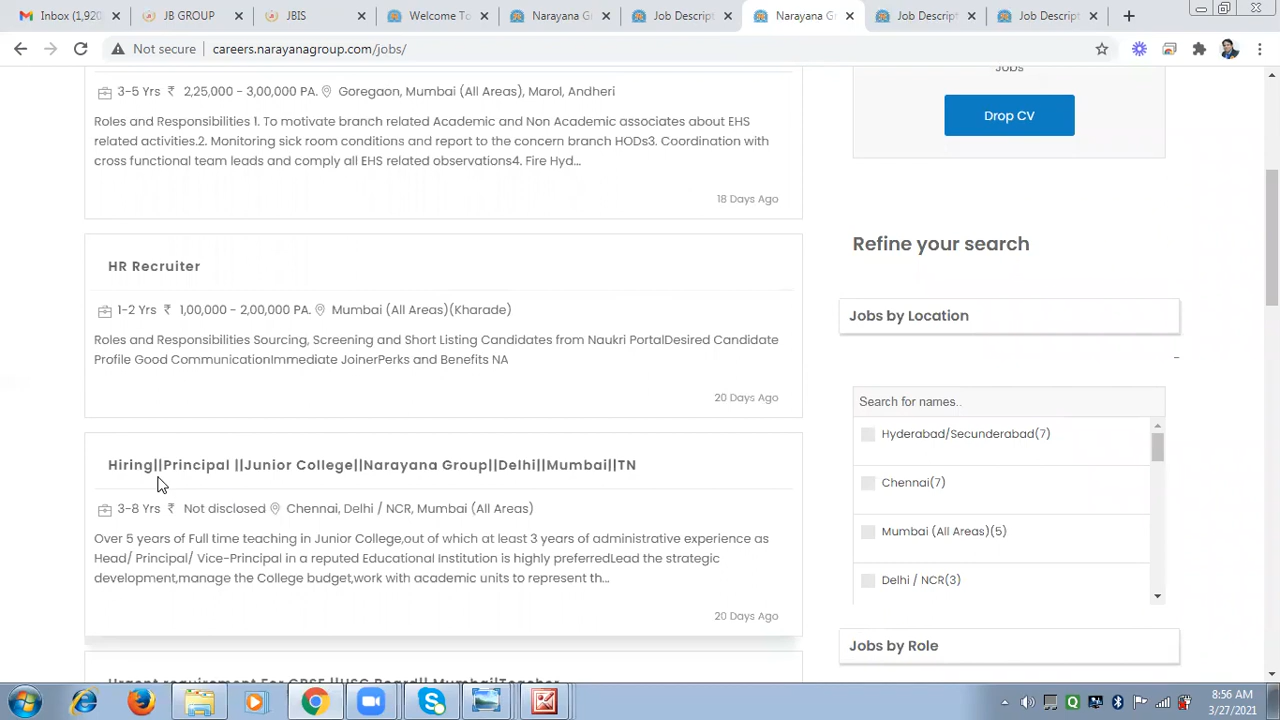 Inbox (1,920
JB GROUP
JBIS
Welcome To
Narayana Gr
Job Descript
Narayana Gr
Job Descript
Job Descript
Not secure
careers.narayanagroup.com/jobs/
3-5 Yrs ₹ 2,25,000 - 3,00,000 PA. Goregaon, Mumbai (All Areas), Marol, Andheri
Roles and Responsibilities 1. To motivate branch related Academic and Non Academic associates about EHS
related activities.2. Monitoring sick room conditions and report to the concern branch HODs3. Coordination with
cross functional team leads and comply all EHS related observations4. Fire Hyd...
18 Days Ago
HR Recruiter
1-2 Yrs ₹ 1,00,000 - 2,00,000 PA. Mumbai (All Areas)(Kharade)
Roles and Responsibilities Sourcing, Screening and Short Listing Candidates from Naukri PortalDesired Candidate
Profile Good CommunicationImmediate JoinerPerks and Benefits NA
20 Days Ago
Hiring||Principal ||Junior College||Narayana Group||Delhi||Mumbai||TN
3-8 Yrs ₹ Not disclosed Chennai, Delhi / NCR, Mumbai (All Areas)
Over 5 years of Full time teaching in Junior College,out of which at least 3 years of administrative experience as
Head/ Principal/ Vice-Principal in a reputed Educational Institution is highly preferredLead the strategic
development,manage the College budget,work with academic units to represent th...
20 Days Ago
Urgent requirement For CBSE ||USG Board|| Mumbai|Teacher
Jobs
Drop CV
Refine your search
Jobs by Location
-
Search for names..
Hyderabad/Secunderabad(7)
Chennai(7)
Mumbai (All Areas)(5)
Delhi / NCR(3)
Jobs by Role
8:56 AM
3/27/2021